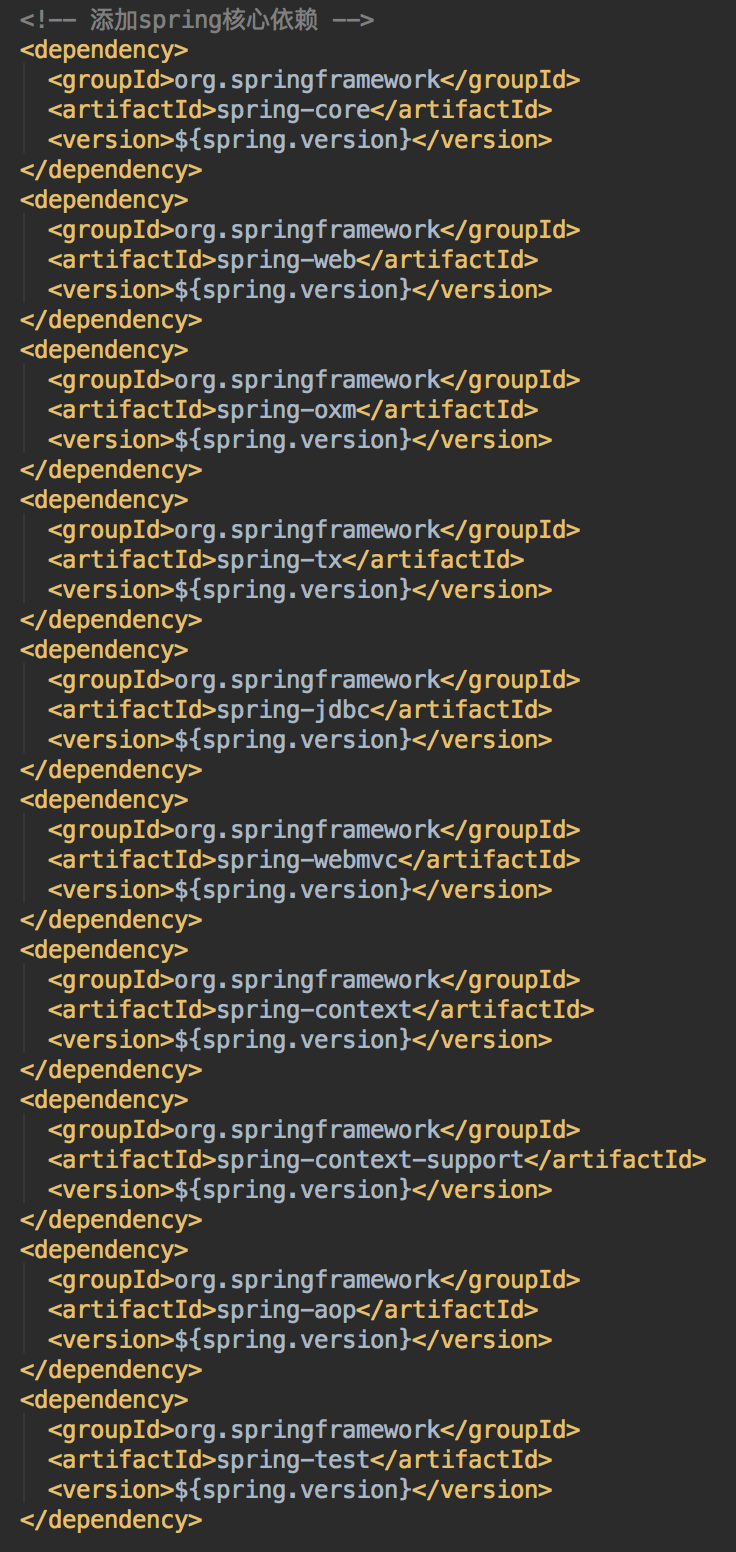 <!-- 添加spring核心依赖 -->
<dependency>
<groupId>org.springframework</groupId>
<artifactId>spring-core</artifactId>
<version>${spring.version}</version>
</dependency>
<dependency>
<groupId>org.springframework</groupId>
<artifactId>spring-web</artifactId>
<version>${spring.version}</version>
</dependency>
<dependency>
<groupId>org.springframework</groupId>
<artifactId>spring-oxm</artifactId>
<version>${spring.version}</version>
</dependency>
<dependency>
<groupId>org.springframework</groupId>
<artifactId>spring-tx</artifactId>
<version>${spring.version}</version>
</dependency>
<dependency>
<groupId>org.springframework</groupId>
<artifactId>spring-jdbc</artifactId>
<version>${spring.version}</version>
</dependency>
<dependency>
<groupId>org.springframework</groupId>
<artifactId>spring-webmvc</artifactId>
<version>${spring.version}</version>
</dependency>
<dependency>
<groupId>org.springframework</groupId>
<artifactId>spring-context</artifactId>
<version>${spring.version}</version>
</dependency>
<dependency>
<groupId>org.springframework</groupId>
<artifactId>spring-context-support</artifactId>
<version>${spring.version}</version>
</dependency>
<dependency>
<groupId>org.springframework</groupId>
<artifactId>spring-aop</artifactId>
<version>${spring.version}</version>
</dependency>
<dependency>
<groupId>org.springframework</groupId>
<artifactId>spring-test</artifactId>
<version>${spring.version}</version>
</dependency>